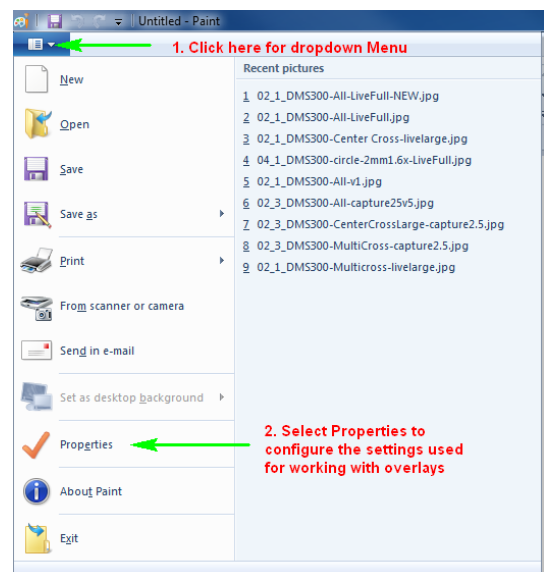 Untitled - Paint
1. Click here for dropdown Menu
New
Open
Save
Save as
Print
From scanner or camera
Send in e-mail
Set as desktop background
Properties
About Paint
Exit
Recent pictures
1 02_1_DMS300-All-LiveFull-NEW.jpg
2 02_1_DMS300-All-LiveFull.jpg
3 02_1_DMS300-Center Cross-livelarge.jpg
4 04_1_DMS300-circle-2mm1.6x-LiveFull.jpg
5 02_1_DMS300-All-v1.jpg
6 02_3_DMS300-All-capture25v5.jpg
7 02_3_DMS300-CenterCrossLarge-capture2.5.jpg
8 02_3_DMS300-MultiCross-capture2.5.jpg
9 02_1_DMS300-Multicross-livelarge.jpg
2. Select Properties to
configure the settings used
for working with overlays